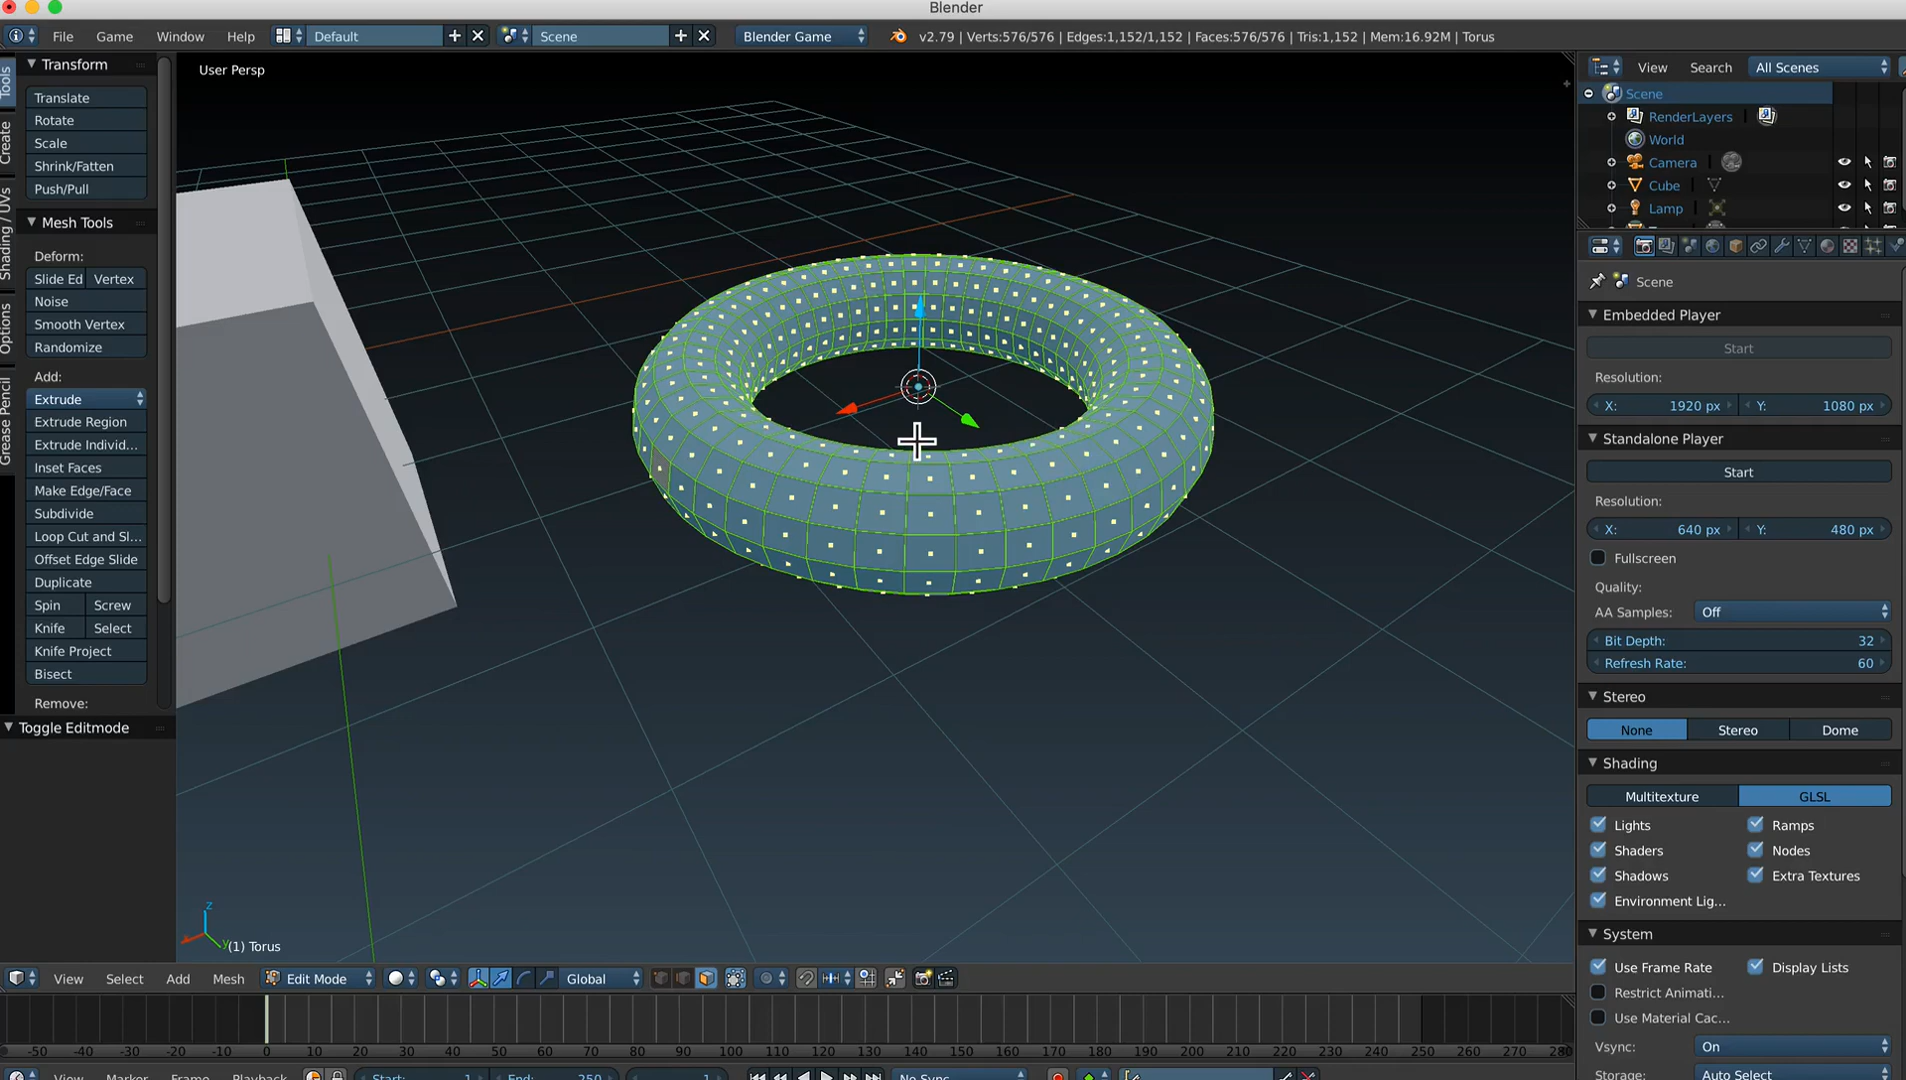 Blender
File Game Window Help Default Scene Blender Game v2.79 | Verts:576/576 | Edges:1,152/1,152 | Faces:576/576 | Tris:1,152 | Mem:16.92M | Torus
Tools
Create
Shading / UVs
Options
Grease Pencil
Transform
Translate
Rotate
Scale
Shrink/Fatten
Push/Pull
Mesh Tools
Deform:
Slide Ed Vertex
Noise
Smooth Vertex
Randomize
Add:
Extrude
Extrude Region
Extrude Individ...
Inset Faces
Make Edge/Face
Subdivide
Loop Cut and Sl...
Offset Edge Slide
Duplicate
Spin Screw
Knife Select
Knife Project
Bisect
Remove:
Toggle Editmode
User Persp
z
y
(1) Torus
View Search All Scenes
Scene
RenderLayers
World
Camera
Cube
Lamp
Scene
Embedded Player
Start
Resolution:
X: 1920 px Y: 1080 px
Standalone Player
Start
Resolution:
X: 640 px Y: 480 px
Fullscreen
Quality:
AA Samples: Off
Bit Depth: 32
Refresh Rate: 60
Stereo
None Stereo Dome
Shading
Multitexture GLSL
Lights Ramps
Shaders Nodes
Shadows Extra Textures
Environment Lig...
System
Use Frame Rate Display Lists
Restrict Animati...
Use Material Cac...
Vsync: On
Storage: Auto Select
View Select Add Mesh Edit Mode Global
-50 -40 -30 -20 -10 0 10 20 30 40 50 60 70 80 90 100 110 120 130 140 150 160 170 180 190 200 210 220 230 240 250 260 270 280
View Marker Frame Playback Start: 1 End: 250 1 No Sync